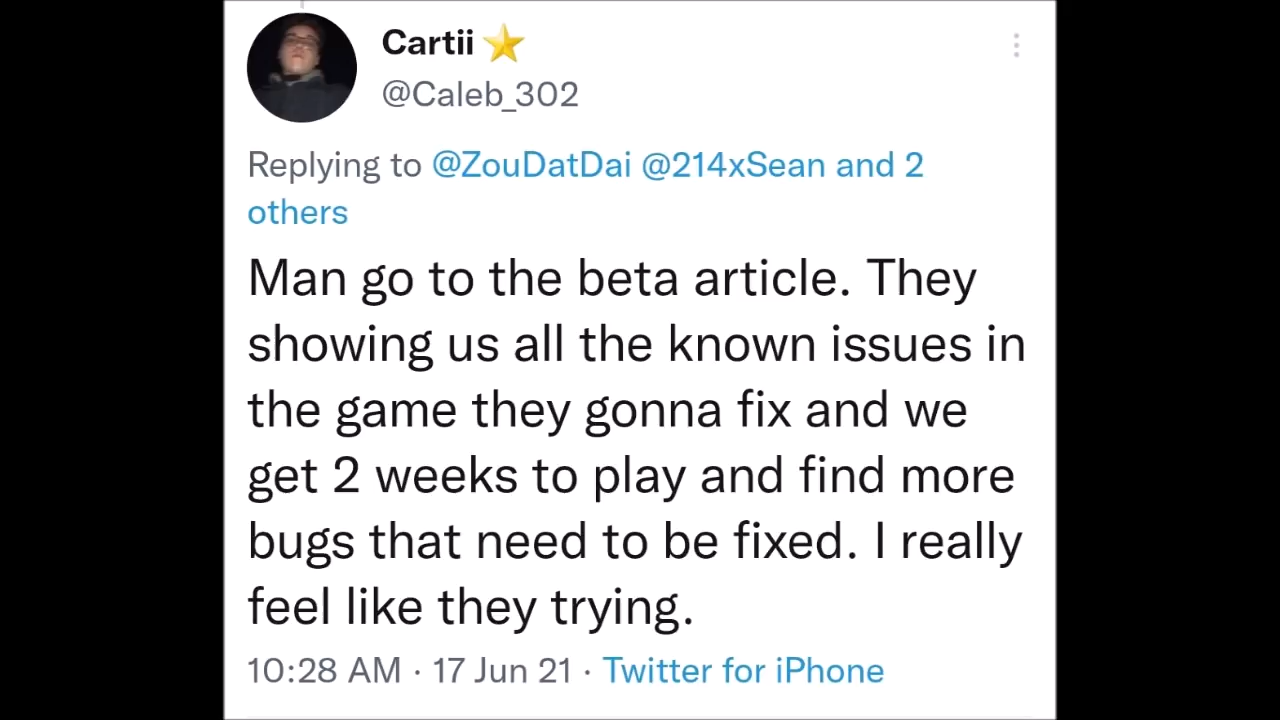 Cartii ⭐
@Caleb_302
Replying to @ZouDatDai @214xSean and 2
others
Man go to the beta article. They
showing us all the known issues in
the game they gonna fix and we
get 2 weeks to play and find more
bugs that need to be fixed. I really
feel like they trying.
10:28 AM · 17 Jun 21 · Twitter for iPhone